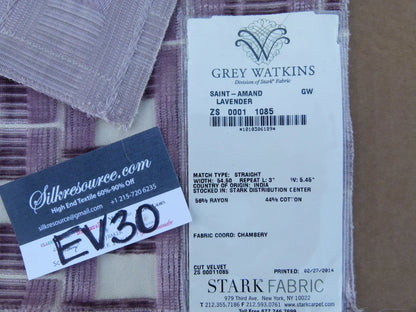 GREY WATKINS
Division of Stark® Fabric
SAINT-AMAND GW
LAVENDER
ZS 0001 1085
*1010306109*
MATCH TYPE: STRAIGHT
WIDTH: 54.50 REPEAT L: 3" V: 5.45"
COUNTRY OF ORIGIN: INDIA
STOCKED IN: STARK DISTRIBUTION CENTER
56% RAYON 44% COTTON
FABRIC COORD: CHAMBERY
CUT VELVET
ZS 00011085 PRINTED: 02/27/2014
STARK FABRIC
979 Third Ave., New York, NY 10022
T 212.355.7186 F 212.593.0761 starkcarpet.com
Silkresource.com
High End Textile 60%-90% Off
silkresource@gmail.com +1 215-720 6235
EV30